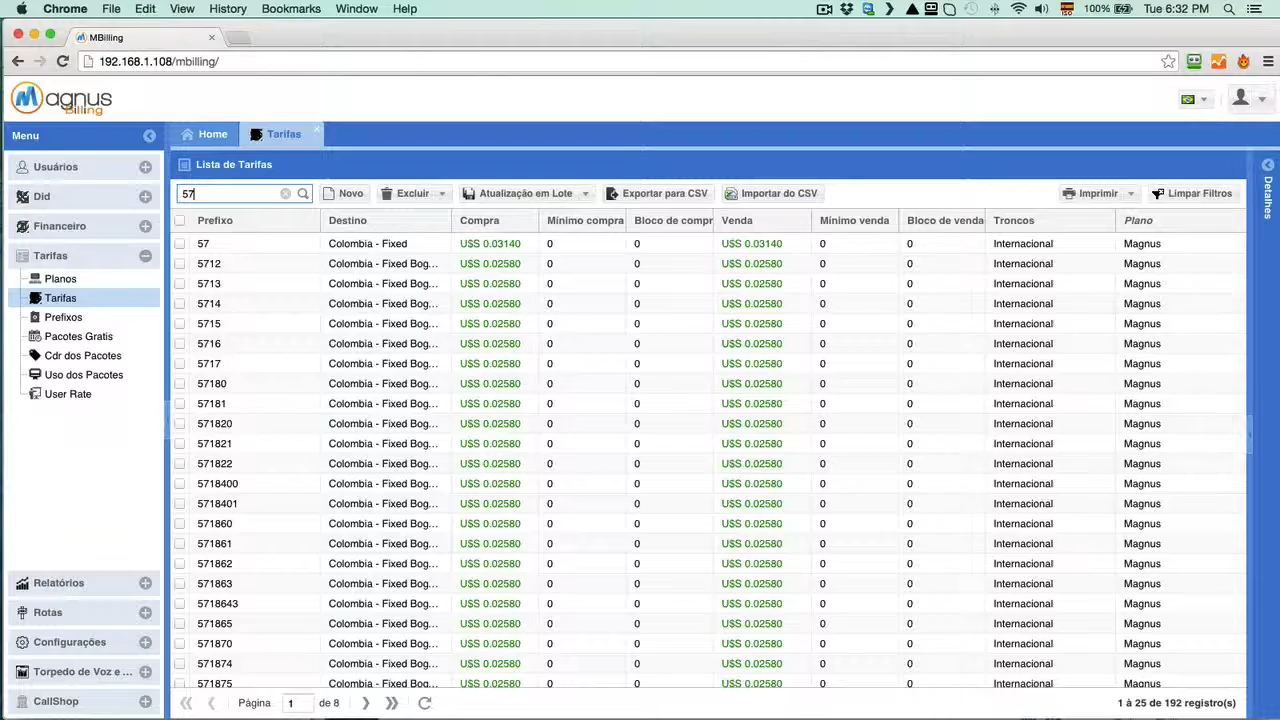 Chrome File Edit View History Bookmarks Window Help 100% Tue 6:32 PM
MBilling
192.168.1.108/mbilling/
Magnus Billing
Menu Home Tarifas
Lista de Tarifas
Detalhes
57 Novo Excluir Atualização em Lote Exportar para CSV Importar do CSV Imprimir Limpar Filtros
Usuários
Did
Financeiro
Tarifas
Planos
Tarifas
Prefixos
Pacotes Gratis
Cdr dos Pacotes
Uso dos Pacotes
User Rate
Relatórios
Rotas
Configurações
Torpedo de Voz e ...
CallShop
Prefixo Destino Compra Mínimo compra Bloco de compr Venda Mínimo venda Bloco de venda Troncos Plano
57 Colombia - Fixed U$S 0.03140 0 0 U$S 0.03140 0 0 Internacional Magnus
5712 Colombia - Fixed Bog... U$S 0.02580 0 0 U$S 0.02580 0 0 Internacional Magnus
5713 Colombia - Fixed Bog... U$S 0.02580 0 0 U$S 0.02580 0 0 Internacional Magnus
5714 Colombia - Fixed Bog... U$S 0.02580 0 0 U$S 0.02580 0 0 Internacional Magnus
5715 Colombia - Fixed Bog... U$S 0.02580 0 0 U$S 0.02580 0 0 Internacional Magnus
5716 Colombia - Fixed Bog... U$S 0.02580 0 0 U$S 0.02580 0 0 Internacional Magnus
5717 Colombia - Fixed Bog... U$S 0.02580 0 0 U$S 0.02580 0 0 Internacional Magnus
57180 Colombia - Fixed Bog... U$S 0.02580 0 0 U$S 0.02580 0 0 Internacional Magnus
57181 Colombia - Fixed Bog... U$S 0.02580 0 0 U$S 0.02580 0 0 Internacional Magnus
571820 Colombia - Fixed Bog... U$S 0.02580 0 0 U$S 0.02580 0 0 Internacional Magnus
571821 Colombia - Fixed Bog... U$S 0.02580 0 0 U$S 0.02580 0 0 Internacional Magnus
571822 Colombia - Fixed Bog... U$S 0.02580 0 0 U$S 0.02580 0 0 Internacional Magnus
5718400 Colombia - Fixed Bog... U$S 0.02580 0 0 U$S 0.02580 0 0 Internacional Magnus
5718401 Colombia - Fixed Bog... U$S 0.02580 0 0 U$S 0.02580 0 0 Internacional Magnus
571860 Colombia - Fixed Bog... U$S 0.02580 0 0 U$S 0.02580 0 0 Internacional Magnus
571861 Colombia - Fixed Bog... U$S 0.02580 0 0 U$S 0.02580 0 0 Internacional Magnus
571862 Colombia - Fixed Bog... U$S 0.02580 0 0 U$S 0.02580 0 0 Internacional Magnus
571863 Colombia - Fixed Bog... U$S 0.02580 0 0 U$S 0.02580 0 0 Internacional Magnus
5718643 Colombia - Fixed Bog... U$S 0.02580 0 0 U$S 0.02580 0 0 Internacional Magnus
571865 Colombia - Fixed Bog... U$S 0.02580 0 0 U$S 0.02580 0 0 Internacional Magnus
571870 Colombia - Fixed Bog... U$S 0.02580 0 0 U$S 0.02580 0 0 Internacional Magnus
571874 Colombia - Fixed Bog... U$S 0.02580 0 0 U$S 0.02580 0 0 Internacional Magnus
571875 Colombia - Fixed Bog... U$S 0.02580 0 0 U$S 0.02580 0 0 Internacional Magnus
Página 1 de 8 1 à 25 de 192 registro(s)